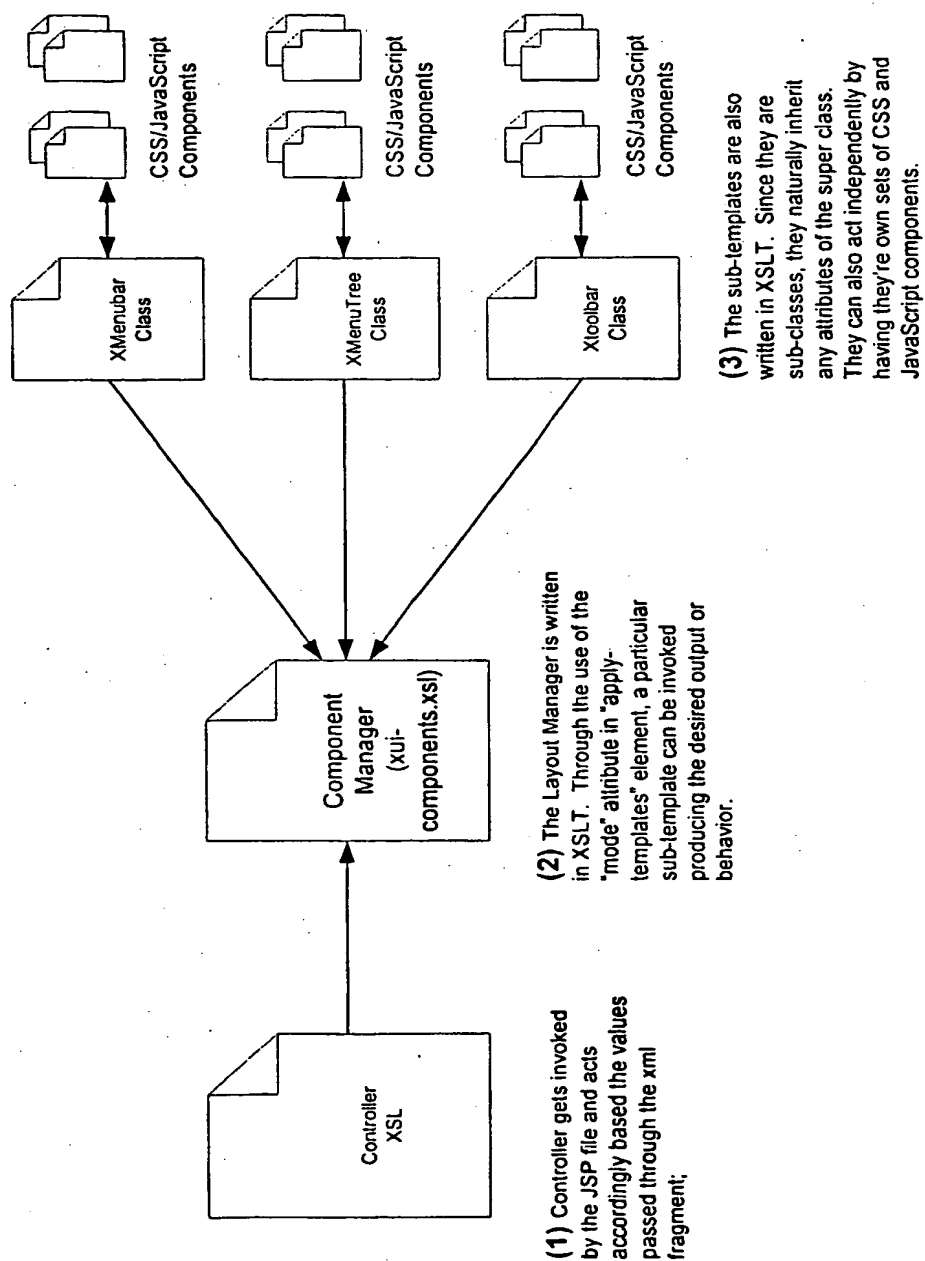 Controller
XSL
(1) Controller gets invoked
by the JSP file and acts
accordingly based the values
passed through the xml
fragment;
Component
Manager
(xui-
components.xsl)
(2) The Layout Manager is written
in XSLT. Through the use of the
"mode" attribute in "apply-
templates" element, a particular
sub-template can be invoked
producing the desired output or
behavior.
XMenubar
Class
CSS/JavaScript
Components
XMenuTree
Class
CSS/JavaScript
Components
Xtoolbar
Class
CSS/JavaScript
Components
(3) The sub-templates are also
written in XSLT. Since they are
sub-classes, they naturally inherit
any attributes of the super class.
They can also act independently by
having they're own sets of CSS and
JavaScript components.